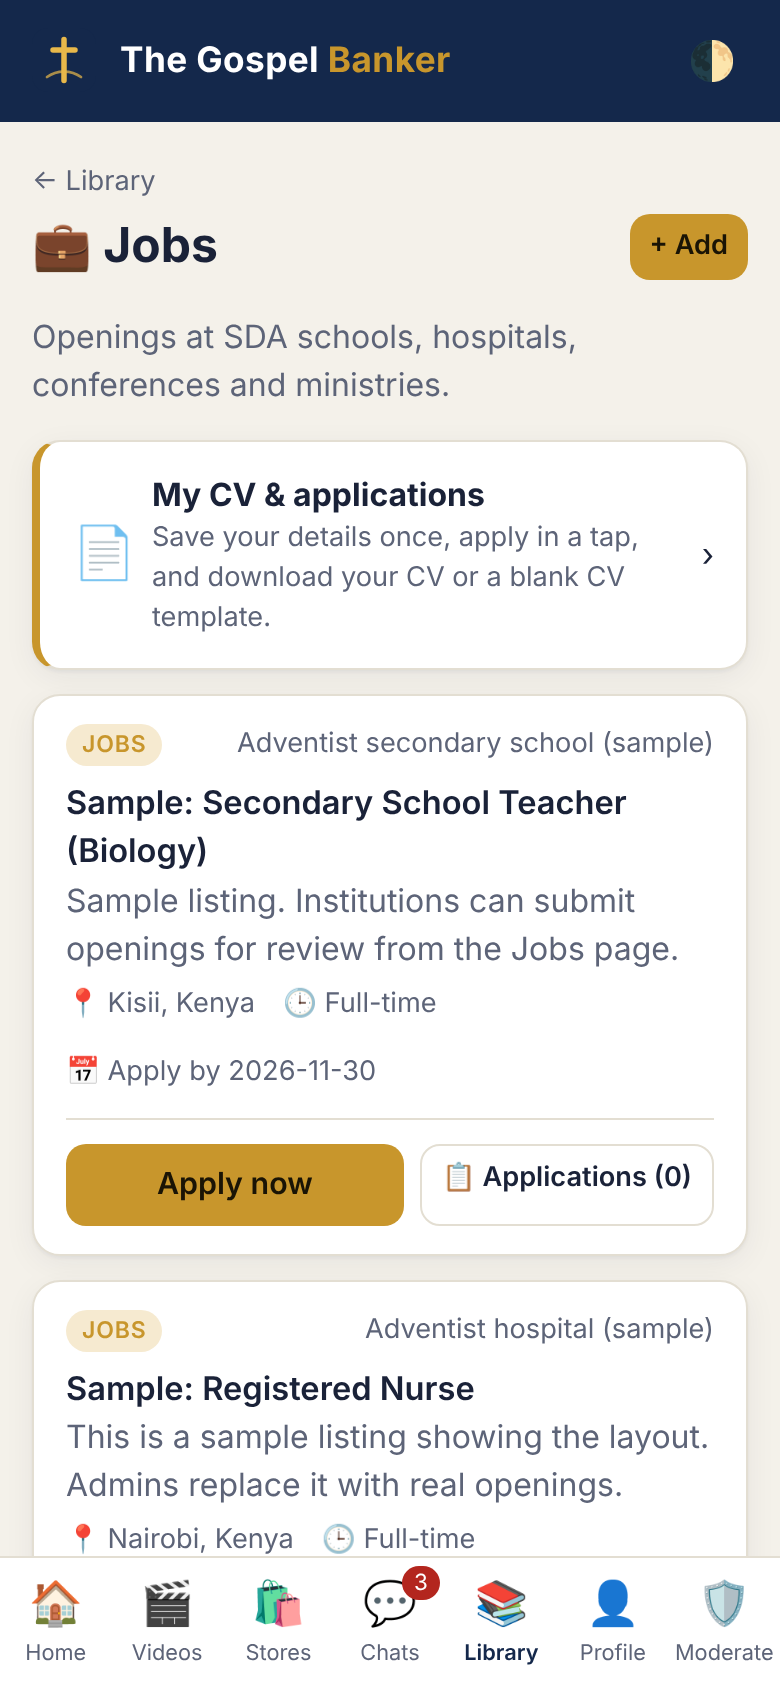 The Gospel Banker
← Library
Jobs
+ Add
Openings at SDA schools, hospitals,
conferences and ministries.
My CV & applications
Save your details once, apply in a tap,
and download your CV or a blank CV
template.
›
JOBS
Adventist secondary school (sample)
Sample: Secondary School Teacher
(Biology)
Sample listing. Institutions can submit
openings for review from the Jobs page.
Kisii, Kenya Full-time
July
17
Apply by 2026-11-30
Apply now
Applications (0)
JOBS
Adventist hospital (sample)
Sample: Registered Nurse
This is a sample listing showing the layout.
Admins replace it with real openings.
Nairobi, Kenya Full-time
3
Home Videos Stores Chats Library Profile Moderate